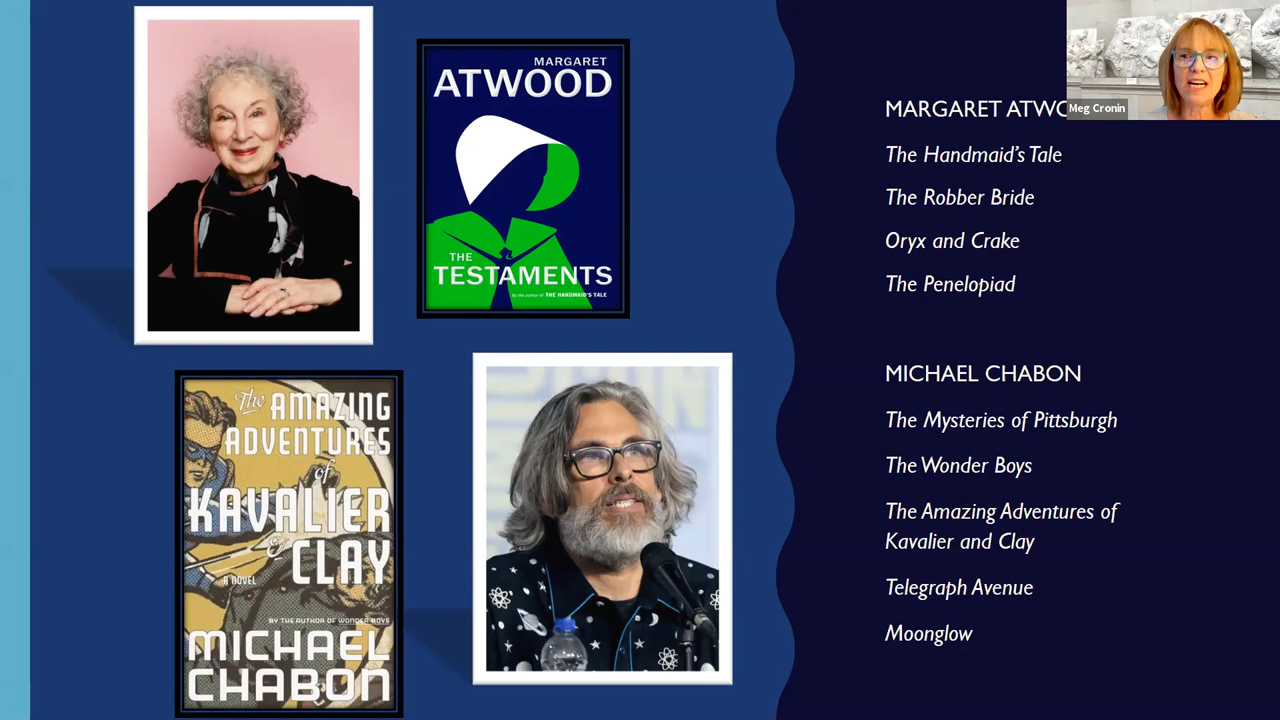 MARGARET
ATWOOD
THE
TESTAMENTS
by the author of THE HANDMAID'S TALE
The AMAZING
ADVENTURES
of
KAVALIER
& CLAY
A NOVEL
BY THE AUTHOR OF WONDER BOYS
MICHAEL
CHABON
MARGARET ATWO
Meg Cronin
The Handmaid's Tale
The Robber Bride
Oryx and Crake
The Penelopiad
MICHAEL CHABON
The Mysteries of Pittsburgh
The Wonder Boys
The Amazing Adventures of
Kavalier and Clay
Telegraph Avenue
Moonglow